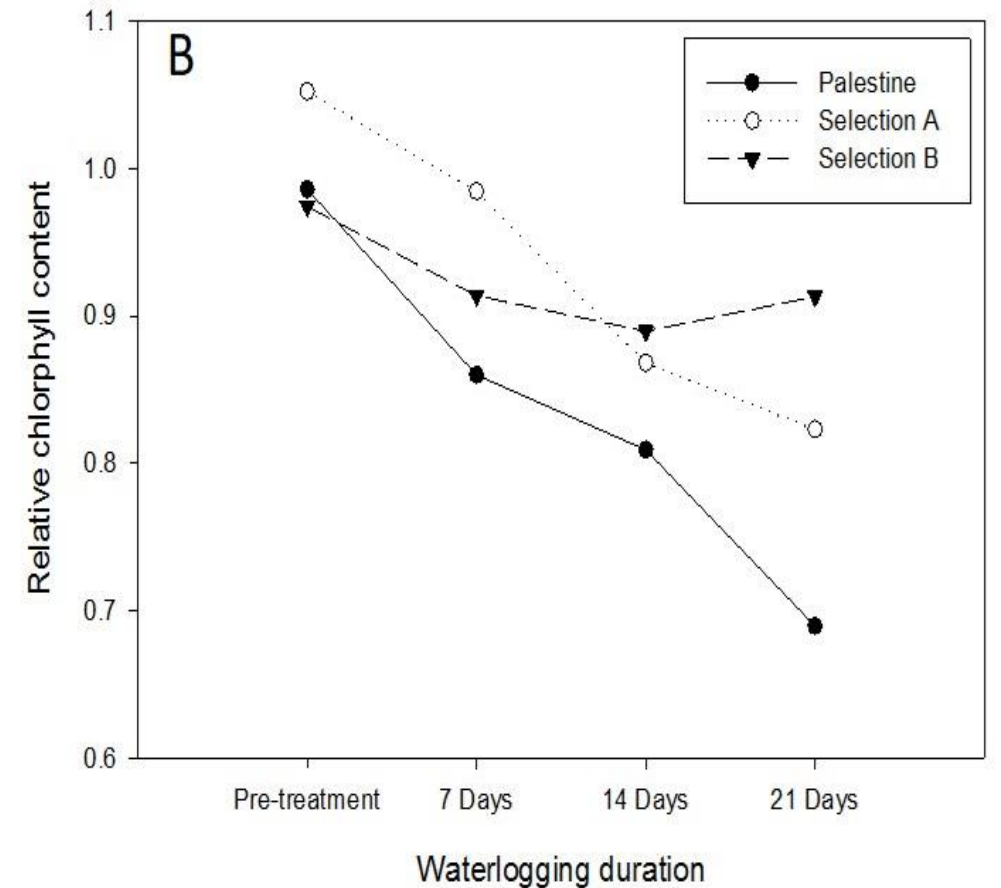 B
Palestine
Selection A
Selection B
1.1
1.0
0.9
0.8
0.7
0.6
Relative chlorphyll content
Pre-treatment 7 Days 14 Days 21 Days
Waterlogging duration